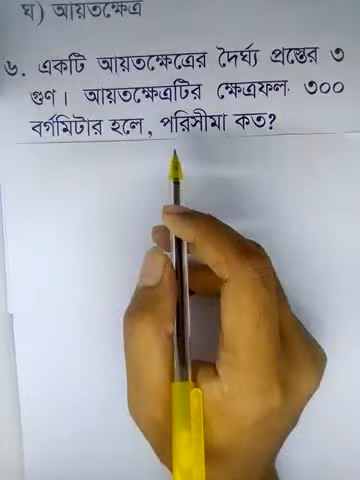 ঘ) আয়তক্ষেত্র
৬. একটি আয়তক্ষেত্রের দৈর্ঘ্য প্রস্তের ৩
গুণ। আয়তক্ষেত্রটির ক্ষেত্রফল ৩০০
বর্গমিটার হলে, পরিসীমা কত?